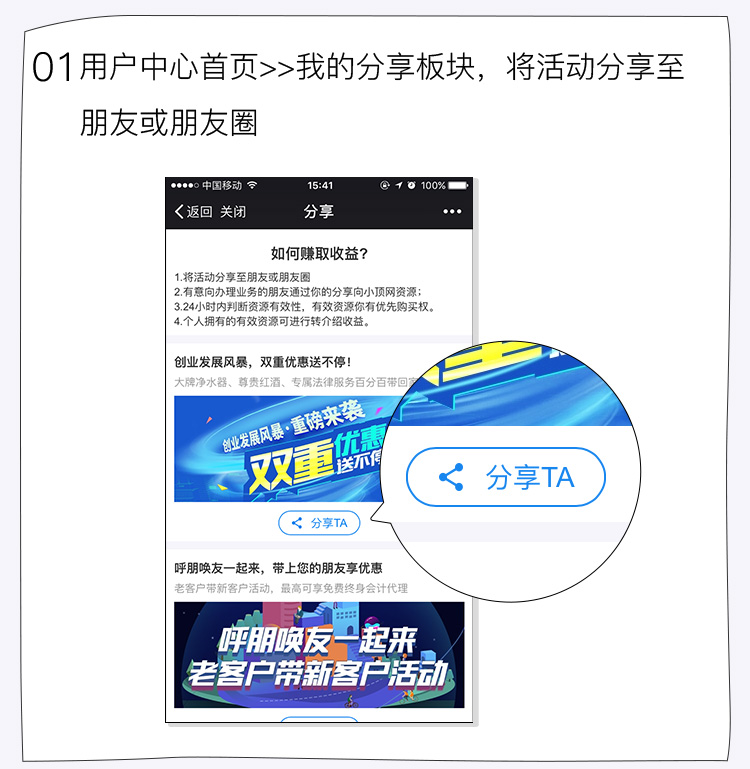 01用户中心首页>>我的分享板块，将活动分享至
朋友或朋友圈
中国移动 15:41 100%
返回 关闭 分享
如何赚取收益?
1.将活动分享至朋友或朋友圈
2.有意向办理业务的朋友通过你的分享向小顶网资源；
3.24小时内判断资源有效性，有效资源你有优先购买权。
4.个人拥有的有效资源可进行转介绍收益。
创业发展风暴，双重优惠送不停!
大牌净水器、尊贵红酒、专属法律服务百分百带回家
创业发展风暴·重磅来袭
双重优惠
送不停
分享TA
分享TA
呼朋唤友一起来，带上您的朋友享优惠
老客户带新客户活动，最高可享免费终身会计代理
呼朋唤友一起来
老客户带新客户活动